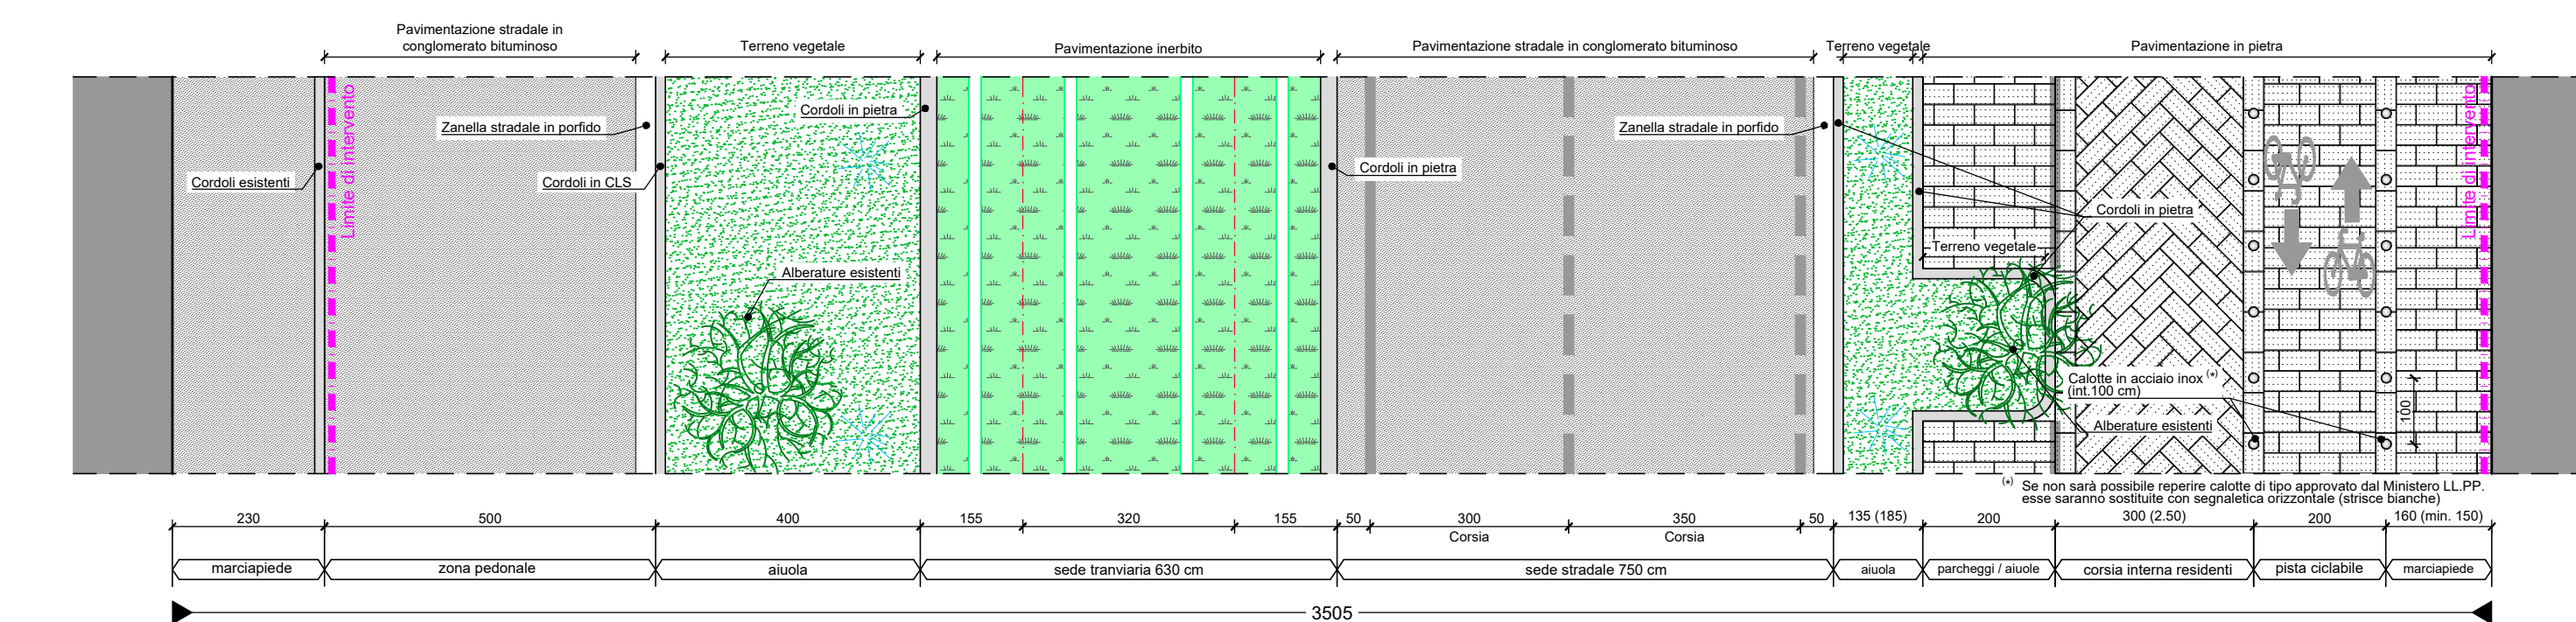 Pavimentazione stradale in
conglomerato bituminoso
Terreno vegetale
Pavimentazione inerbito
Pavimentazione stradale in conglomerato bituminoso
Terreno vegetale
Pavimentazione in pietra
Limite di intervento
Cordoli in pietra
Zanella stradale in porfido
Zanella stradale in porfido
Limite di intervento
Cordoli esistenti
Cordoli in CLS
Cordoli in pietra
Cordoli in pietra
Terreno vegetale
Alberature esistenti
Calotte in acciaio inox (*)
(int.100 cm)
100
Alberature esistenti
(*) Se non sarà possibile reperire calotte di tipo approvato dal Ministero LL.PP.
esse saranno sostituite con segnaletica orizzontale (strisce bianche)
230 500 400 155 320 155 50 300 350 50 135 (185) 200 300 (2.50) 200 160 (min. 150)
Corsia Corsia
marciapiede zona pedonale aiuola sede tranviaria 630 cm sede stradale 750 cm aiuola parcheggi / aiuole corsia interna residenti pista ciclabile marciapiede
3505